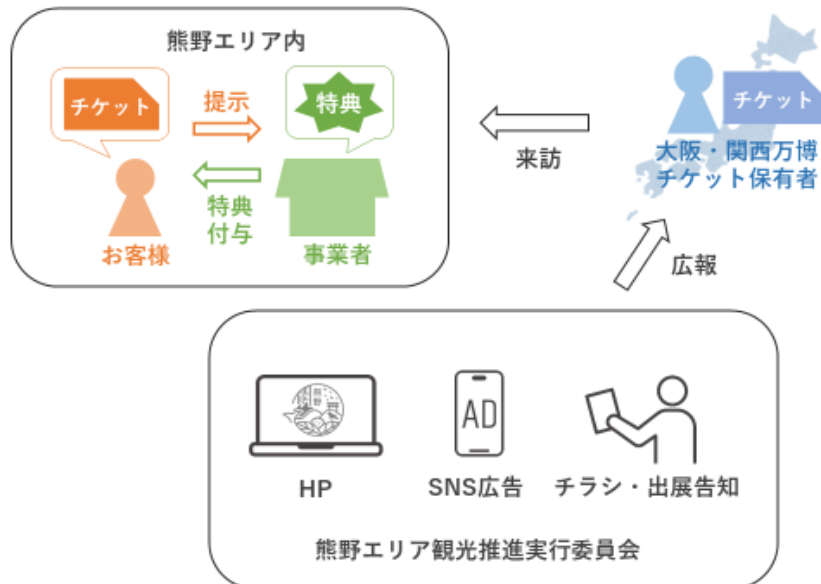 熊野エリア内
チケット
提示
特典
特典
付与
お客様
事業者
来訪
チケット
大阪・関西万博
チケット保有者
広報
熊野
AD
HP
SNS広告
チラシ・出展告知
熊野エリア観光推進実行委員会